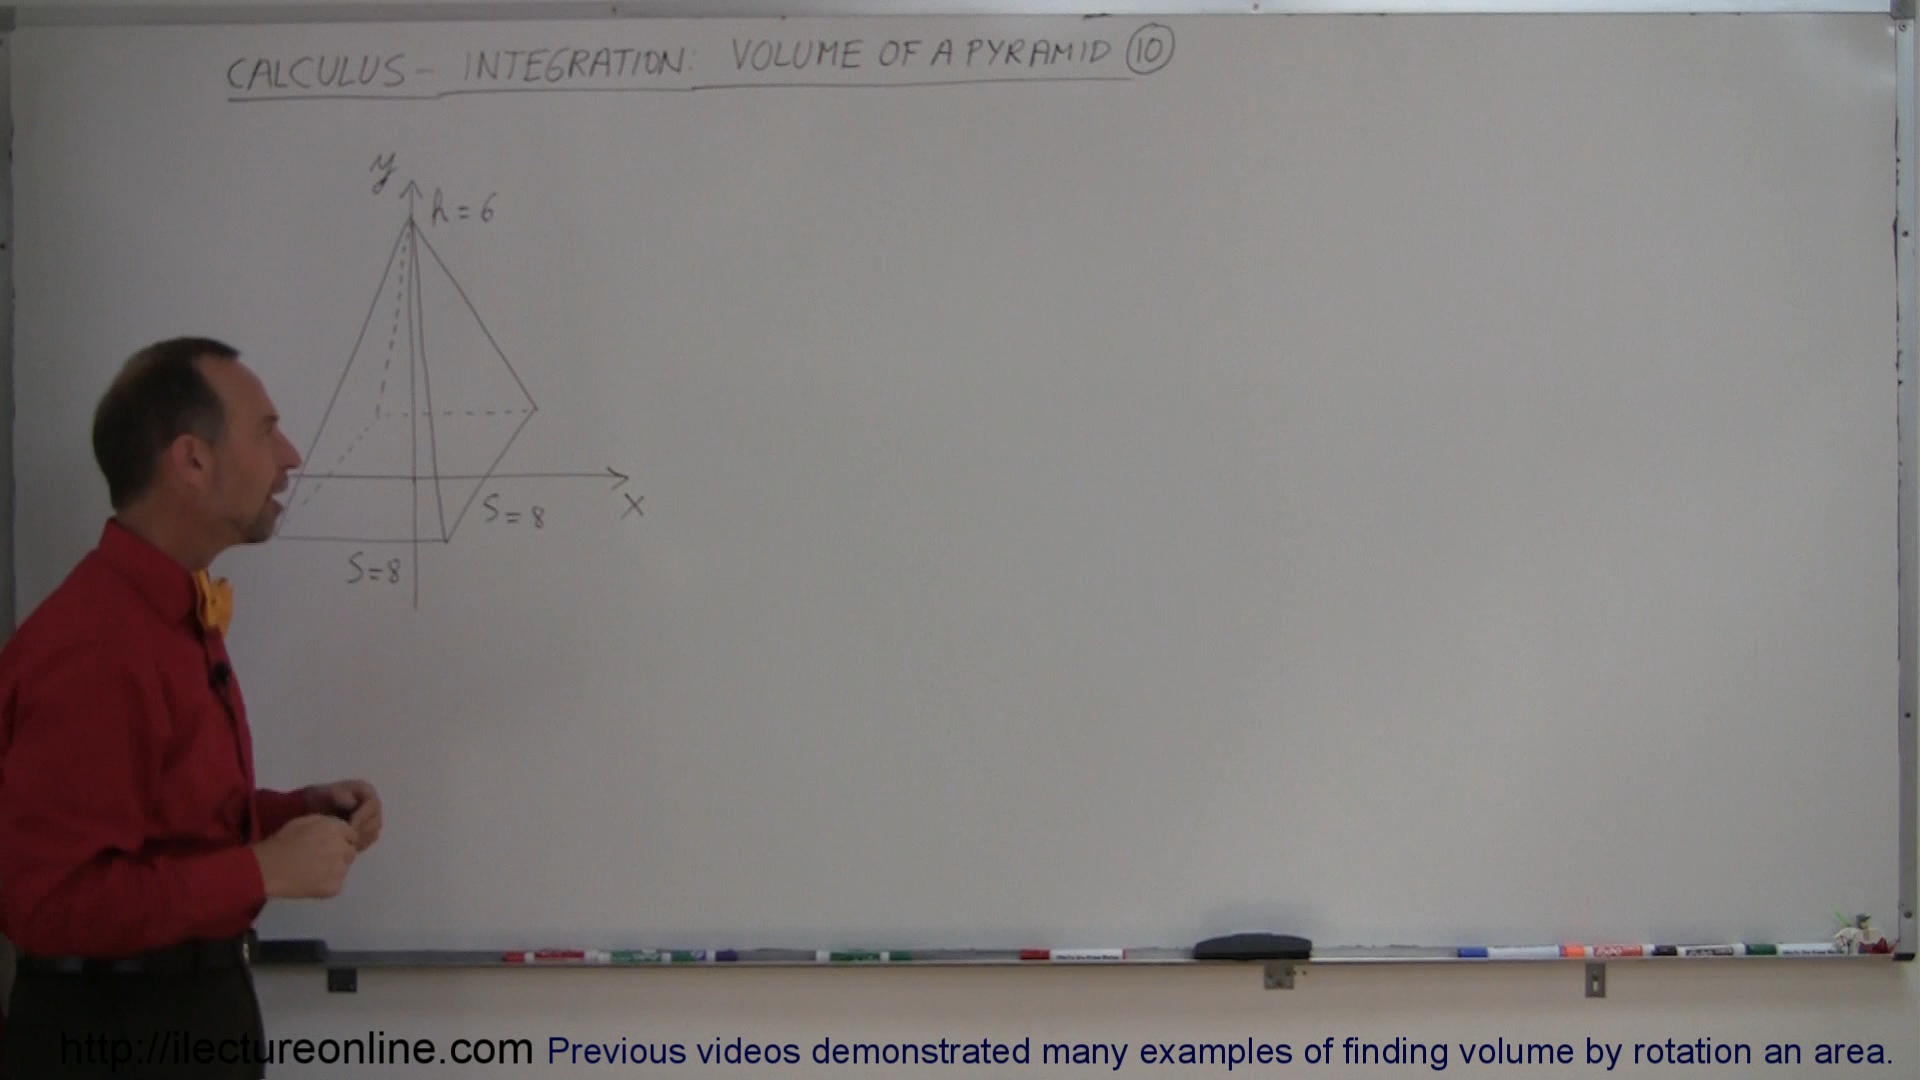 CALCULUS - INTEGRATION: VOLUME OF A PYRAMID 10
y
h = 6
S = 8
x
S = 8
http://ilectureonline.com Previous videos demonstrated many examples of finding volume by rotation an area.